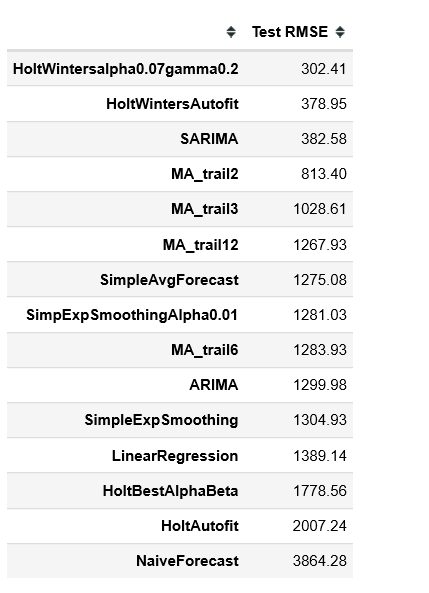 Test RMSE
HoltWintersalpha0.07gamma0.2 302.41
HoltWintersAutofit 378.95
SARIMA 382.58
MA_trail2 813.40
MA_trail3 1028.61
MA_trail12 1267.93
SimpleAvgForecast 1275.08
SimpExpSmoothingAlpha0.01 1281.03
MA_trail6 1283.93
ARIMA 1299.98
SimpleExpSmoothing 1304.93
LinearRegression 1389.14
HoltBestAlphaBeta 1778.56
HoltAutofit 2007.24
NaiveForecast 3864.28